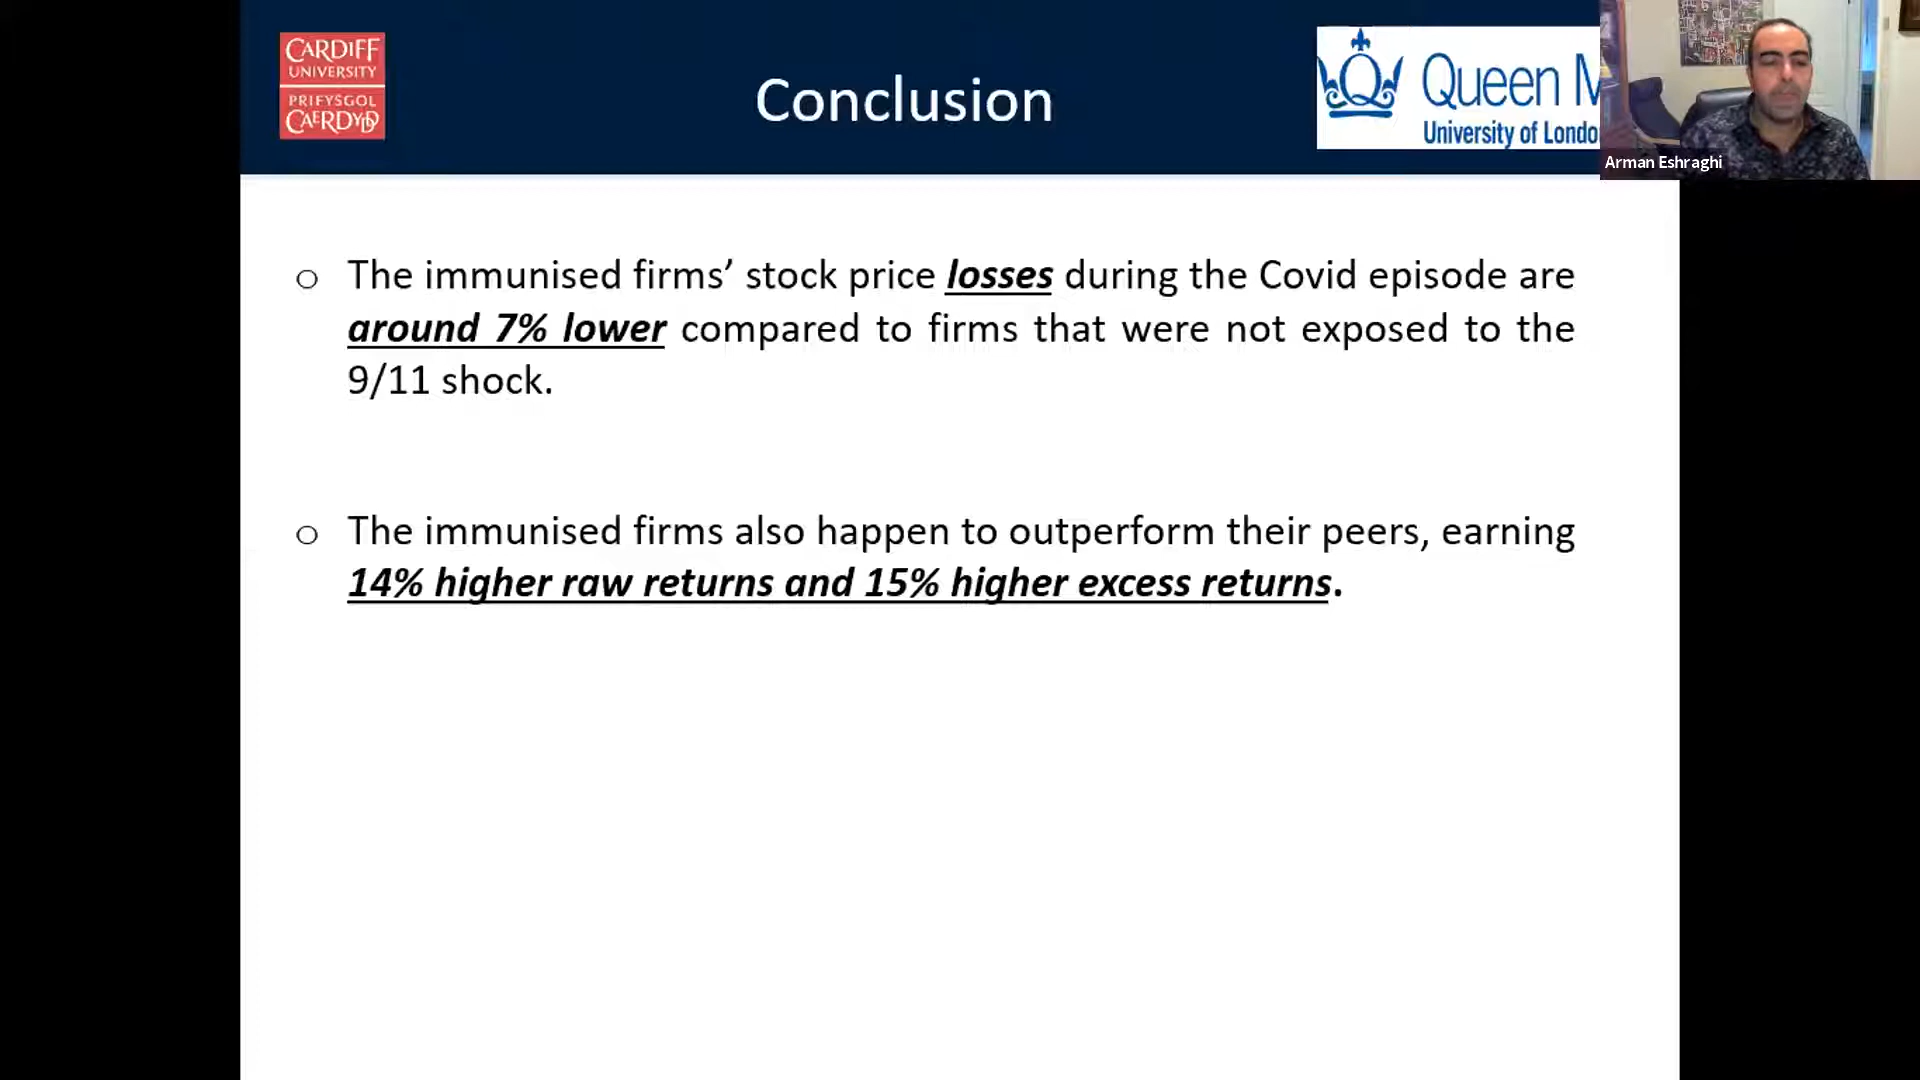 CARDIFF
UNIVERSITY
PRIFYSGOL
CAERDYDD
Conclusion
Queen M
University of Londo
Arman Eshraghi
o The immunised firms’ stock price losses during the Covid episode are
around 7% lower compared to firms that were not exposed to the
9/11 shock.
o The immunised firms also happen to outperform their peers, earning
14% higher raw returns and 15% higher excess returns.